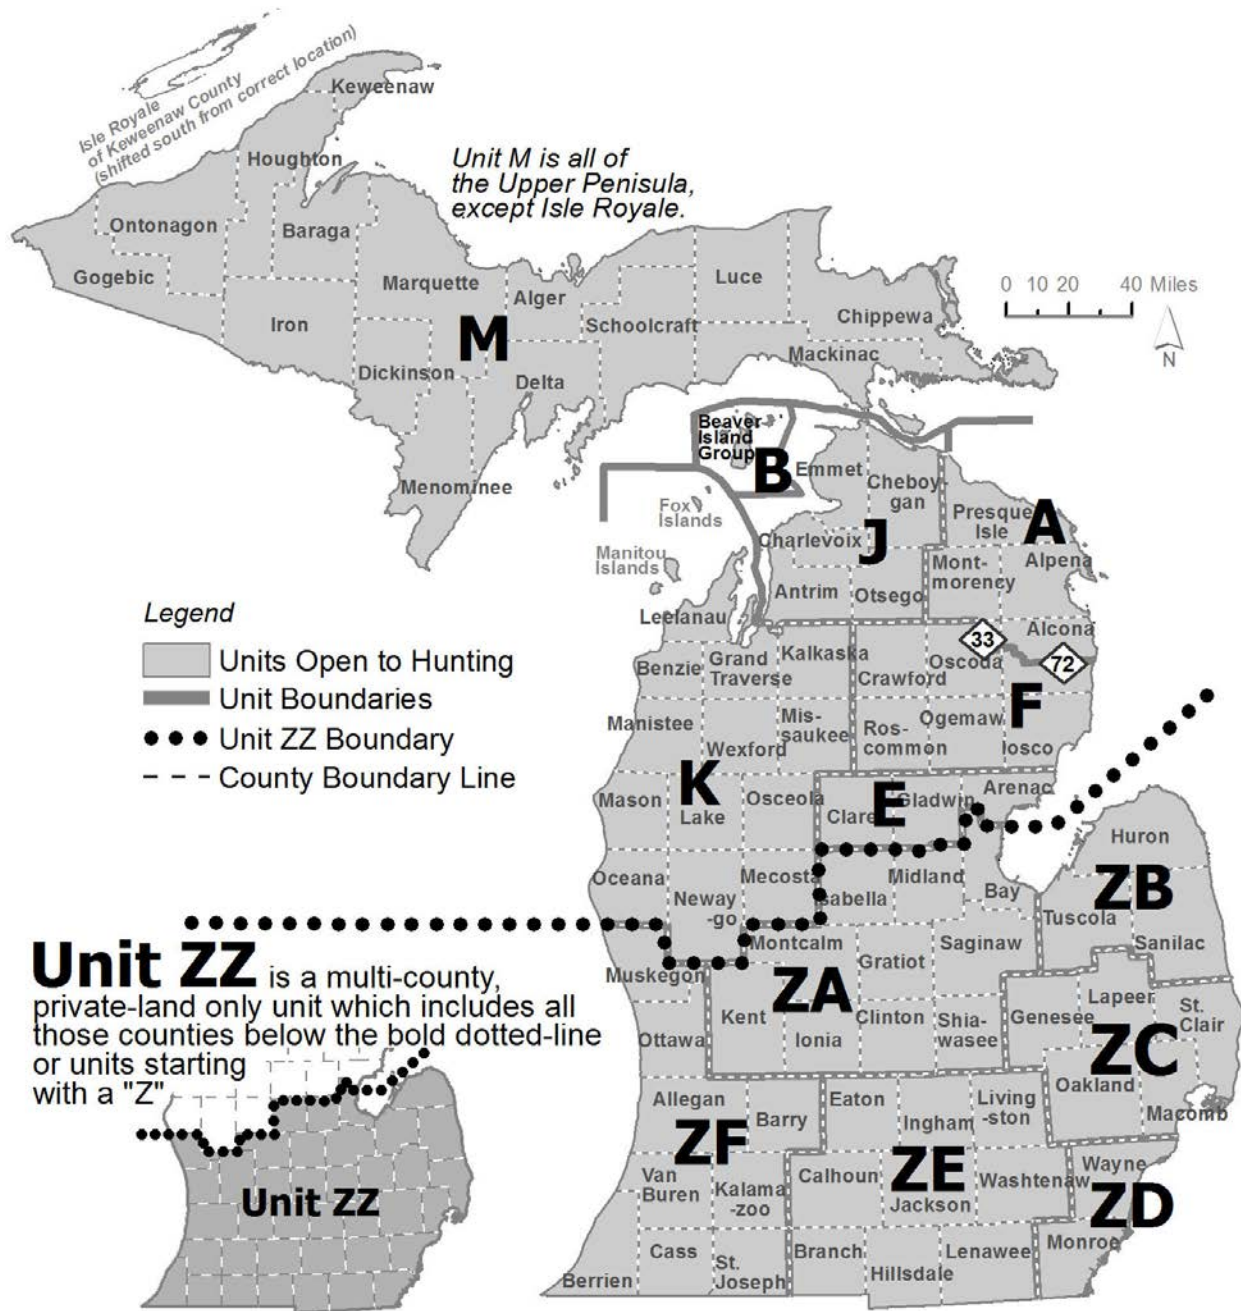 Isle Royale
of Keweenaw County
(shifted south from correct location)
Keweenaw
Houghton
Unit M is all of
the Upper Penisula,
except Isle Royale.
Ontonagon
Baraga
Gogebic
Marquette
Alger
Luce
0 10 20 40 Miles
Iron
Schoolcraft
Chippewa
M
Mackinac
N
Dickinson
Delta
Beaver
Island
Group
B
Emmet
Menominee
Cheboy-
gan
Fox
Islands
Presque
Isle
A
Charlevoix
J
Manitou
Islands
Mont-
morency
Alpena
Antrim
Otsego
Legend
Leelanau
33
Alcona
Units Open to Hunting
Benzie
Grand
Traverse
Kalkaska
Crawford
Oscoda
72
Unit Boundaries
Manistee
Wexford
Mis-
saukee
Ros-
common
Ogemaw
F
Iosco
Unit ZZ Boundary
County Boundary Line
Mason
K
Lake
Osceola
Clare
E
Gladwin
Arenac
Huron
Oceana
Neway
-go
Mecosta
Isabella
Midland
Bay
ZB
Tuscola
Sanilac
Unit ZZ is a multi-county,
private-land only unit which includes all
those counties below the bold dotted-line
or units starting
with a "Z"
Muskegon
Montcalm
ZA
Gratiot
Saginaw
Kent
Ionia
Clinton
Shia-
wasee
Genesee
Lapeer
St.
Clair
Ottawa
ZC
Oakland
Macomb
Allegan
Barry
Eaton
Ingham
Living
-ston
ZF
Van
Buren
Kalama
-zoo
Calhoun
ZE
Jackson
Washtenaw
Wayne
ZD
Unit ZZ
Cass
St.
Joseph
Branch
Hillsdale
Lenawee
Monroe
Berrien